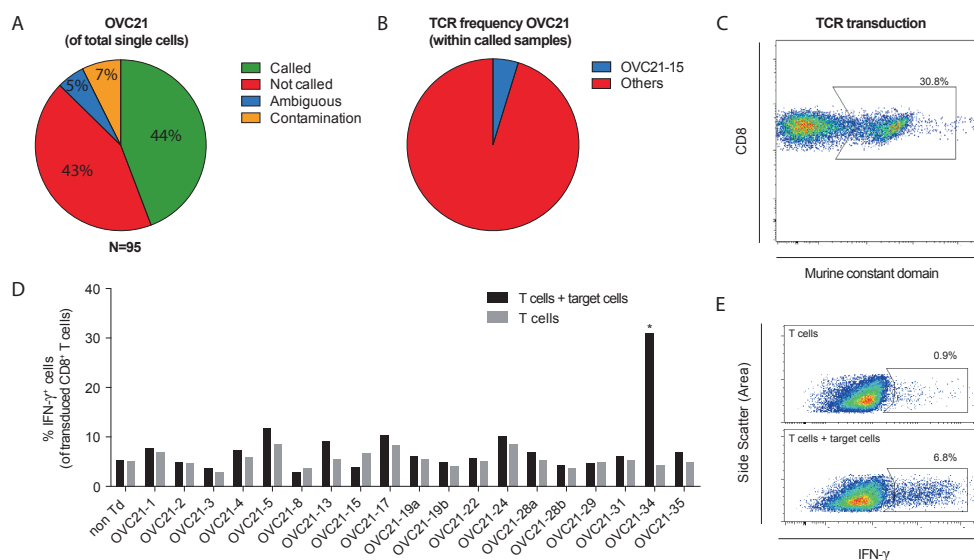 A
OVC21
(of total single cells)
7%
5%
44%
43%
Called
Not called
Ambiguous
Contamination
N=95
B
TCR frequency OVC21
(within called samples)
OVC21-15
Others
C
TCR transduction
30.8%
CD8
Murine constant domain
D
40
30
20
10
0
% IFN-γ⁺ cells
(of transduced CD8⁺ T cells)
T cells + target cells
T cells
*
non Td
OVC21-1
OVC21-2
OVC21-3
OVC21-4
OVC21-5
OVC21-8
OVC21-13
OVC21-15
OVC21-17
OVC21-19a
OVC21-19b
OVC21-22
OVC21-24
OVC21-28a
OVC21-28b
OVC21-29
OVC21-31
OVC21-34
OVC21-35
E
T cells
0.9%
T cells + target cells
6.8%
Side Scatter (Area)
IFN-γ